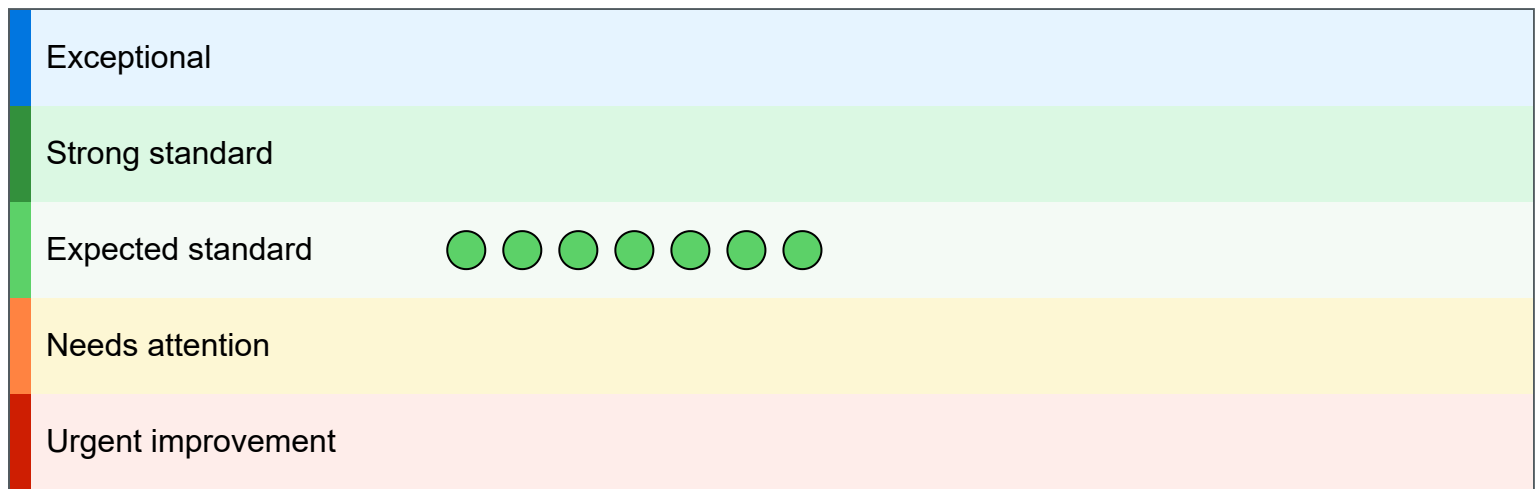 Exceptional
Strong standard
Expected standard
Needs attention
Urgent improvement